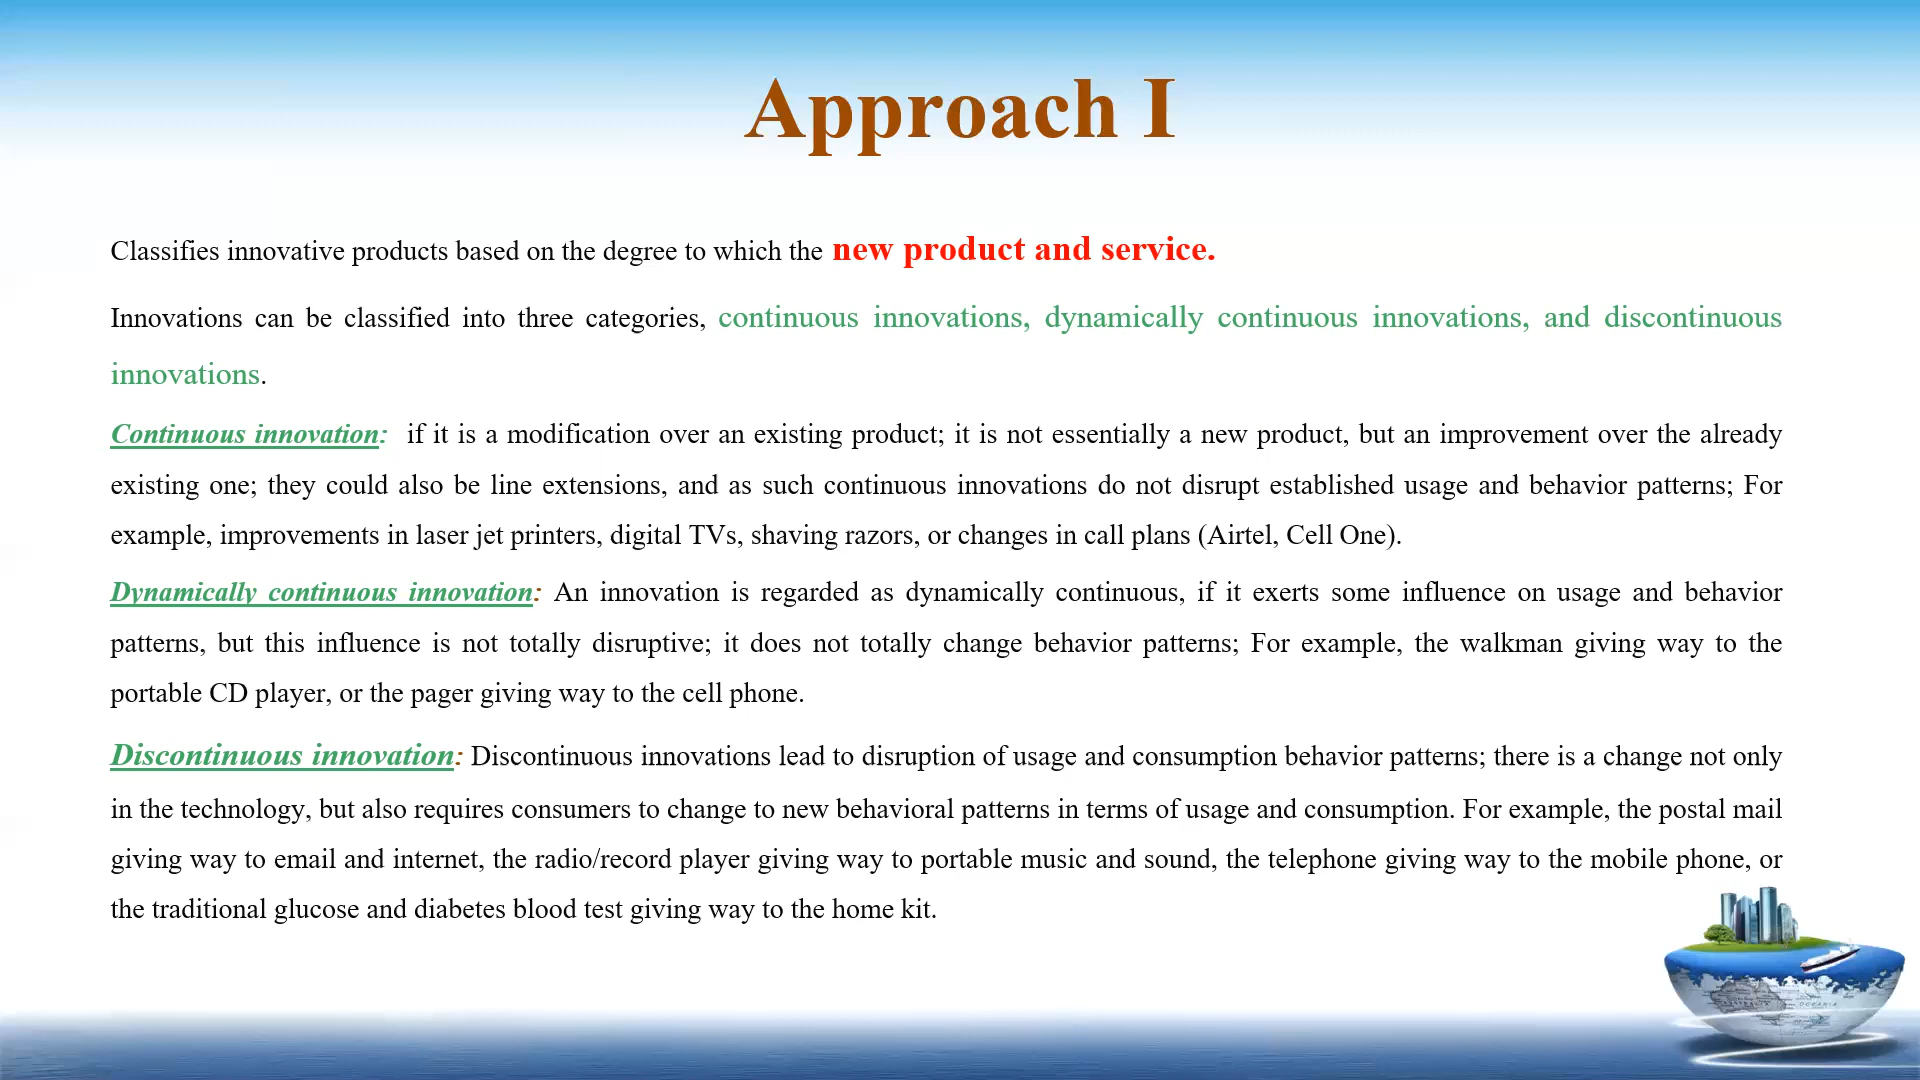 Approach I
Classifies innovative products based on the degree to which the new product and service.
Innovations can be classified into three categories, continuous innovations, dynamically continuous innovations, and discontinuous
innovations.
Continuous innovation: if it is a modification over an existing product; it is not essentially a new product, but an improvement over the already
existing one; they could also be line extensions, and as such continuous innovations do not disrupt established usage and behavior patterns; For
example, improvements in laser jet printers, digital TVs, shaving razors, or changes in call plans (Airtel, Cell One).
Dynamically continuous innovation: An innovation is regarded as dynamically continuous, if it exerts some influence on usage and behavior
patterns, but this influence is not totally disruptive; it does not totally change behavior patterns; For example, the walkman giving way to the
portable CD player, or the pager giving way to the cell phone.
Discontinuous innovation: Discontinuous innovations lead to disruption of usage and consumption behavior patterns; there is a change not only
in the technology, but also requires consumers to change to new behavioral patterns in terms of usage and consumption. For example, the postal mail
giving way to email and internet, the radio/record player giving way to portable music and sound, the telephone giving way to the mobile phone, or
the traditional glucose and diabetes blood test giving way to the home kit.